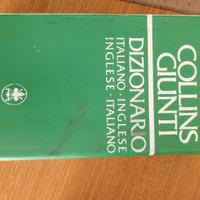 COLLINS
GIUNTI
DIZIONARIO
ITALIANO · INGLESE
INGLESE · ITALIANO